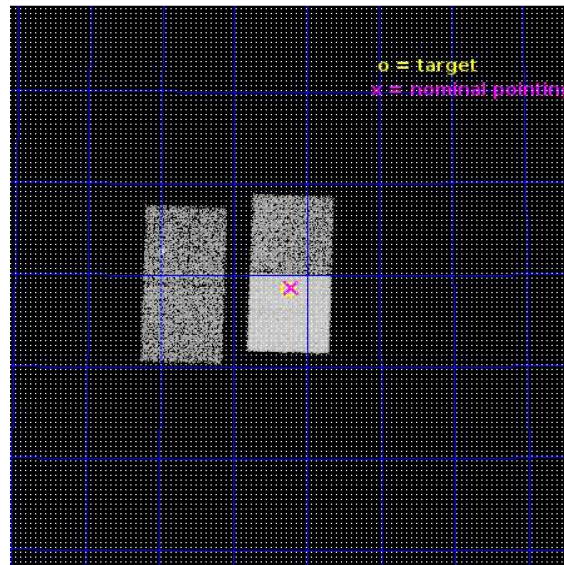 o = target
x = nominal pointin